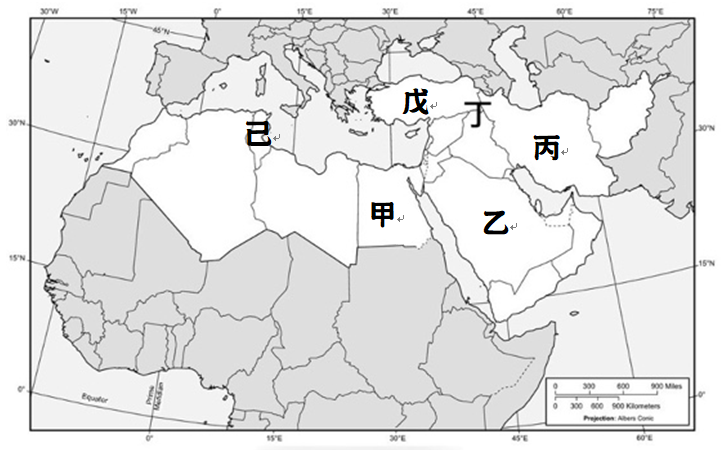 30°W 15°W 0° 15°E 30°E 45°E 60°E 75°E
45°N
戊
丁
已
丙
30°N
30°N
甲
乙
15°N
15°N
0°
Equator
Prime
Meridian
0 300 600 900 Miles
0 300 600 900 Kilometers
Projection: Albers Conic
0°
0° 15°E 30°E 45°E 60°E